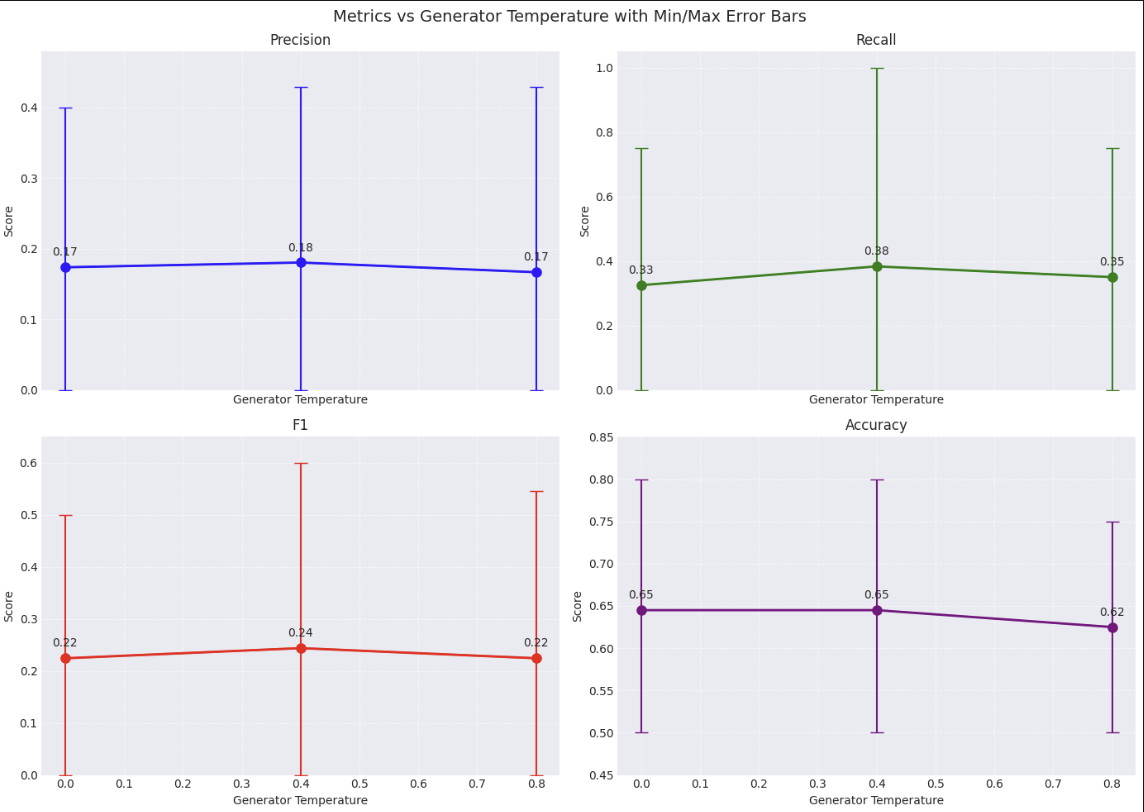 Metrics vs Generator Temperature with Min/Max Error Bars
Precision
Score
0.4
0.3
0.2
0.1
0.0
0.17
0.18
0.17
Generator Temperature
Recall
Score
1.0
0.8
0.6
0.4
0.2
0.0
0.33
0.38
0.35
Generator Temperature
F1
Score
0.6
0.5
0.4
0.3
0.2
0.1
0.0
0.22
0.24
0.22
0.0 0.1 0.2 0.3 0.4 0.5 0.6 0.7 0.8
Generator Temperature
Accuracy
Score
0.85
0.80
0.75
0.70
0.65
0.60
0.55
0.50
0.45
0.65
0.65
0.62
0.0 0.1 0.2 0.3 0.4 0.5 0.6 0.7 0.8
Generator Temperature